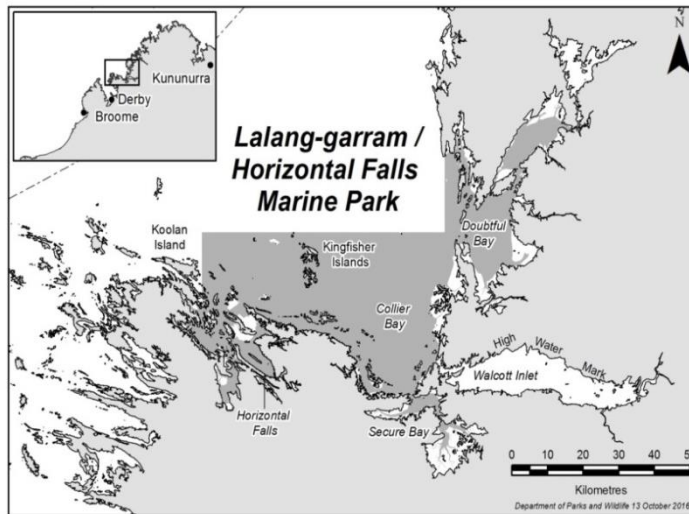 Kununurra
Derby
Broome
N
Lalang-garram /
Horizontal Falls
Marine Park
Koolan
Island
Kingfisher
Islands
Doubtful
Bay
Collier
Bay
High Water Mark
Walcott Inlet
Horizontal
Falls
Secure Bay
0 10 20 30 40 50
Kilometres
Department of Parks and Wildlife 13 October 2016